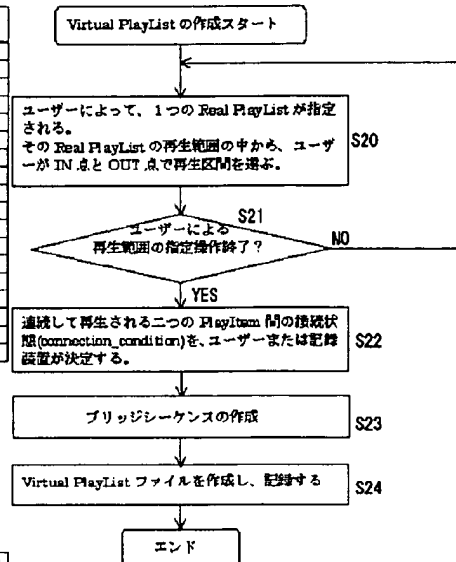 Virtual PlayList の作成スタート
ユーザーによって、1つの Real PlayList が指定
される。
その Real PlayList の再生範囲の中から、ユーザ
ーが IN 点と OUT 点で再生区間を選ぶ。
S20
S21
ユーザーによる
再生範囲の指定操作終了?
NO
YES
連続して再生される二つの PlayItem 間の接続状
態(connection_condition)を、ユーザーまたは記録
装置が決定する。
S22
ブリッジシーケンスの作成
S23
Virtual PlayList ファイルを作成し、記録する
S24
エンド